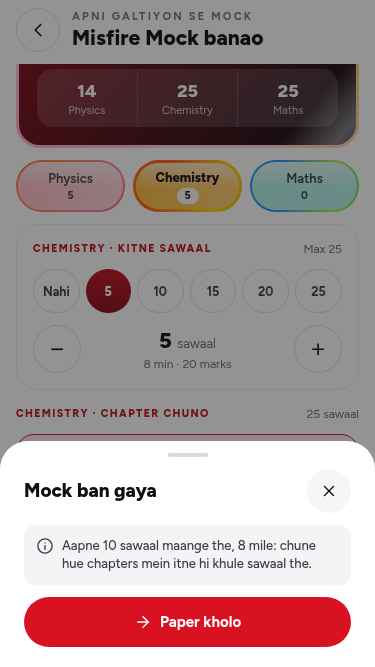 APNI GALTIYON SE MOCK
Misfire Mock banao
14 25 25
Physics Chemistry Maths
Physics Chemistry Maths
5 5 0
CHEMISTRY · KITNE SAWAAL Max 25
Nahi 5 10 15 20 25
− 5 sawaal +
8 min · 20 marks
CHEMISTRY · CHAPTER CHUNO 25 sawaal
Mock ban gaya
Aapne 10 sawaal maange the, 8 mile: chune
hue chapters mein itne hi khule sawaal the.
Paper kholo